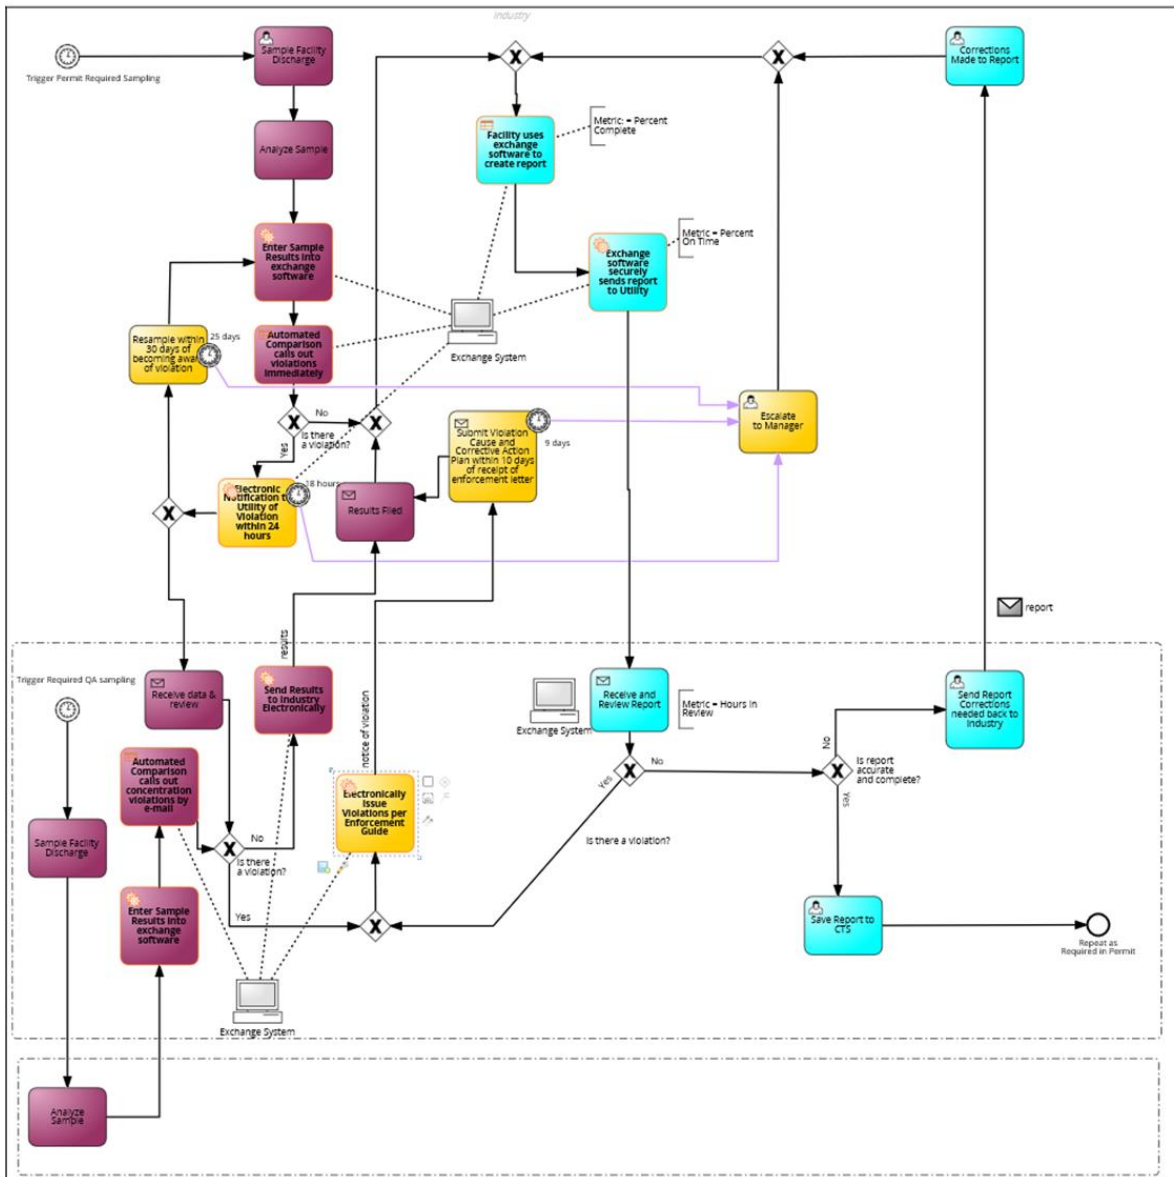 Industry
Trigger Permit Required Sampling
Sample Facility
Discharge
Corrections
Made to Report
Analyze Sample
Facility uses
exchange
software to
create report
Metric: = Percent
Complete
Enter Sample
Results into
exchange
software
Exchange
software
securely
sends report
to Utility
Metric = Percent
On Time
Exchange System
Resample within
30 days of
becoming aware
of violation
25 days
Automated
Comparison
calls out
violations
immediately
No
Is there
a violation?
Yes
Submit Violation
Cause and
Corrective Action
Plan within 10 days
of receipt of
enforcement letter
9 days
Escalate
to Manager
Electronic
Notification to
Utility of
Violation
within 24
hours
18 hours
Results Filed
report
results
notice of violation
Trigger Required QA sampling
Receive data &
review
Send Results
to Industry
Electronically
Exchange System
Receive and
Review Report
Metric = Hours in
Review
Send Report
Corrections
needed back to
Industry
Automated
Comparison
calls out
concentration
violations by
e-mail
Electronically
Issue
Violations per
Enforcement
Guide
No
Yes
No
Is report
accurate
and complete?
Yes
Is there a violation?
Sample Facility
Discharge
No
Is there
a violation?
Yes
Enter Sample
Results into
exchange
software
Save Report to
CTS
Repeat as
Required in Permit
Exchange System
Analyze
Sample